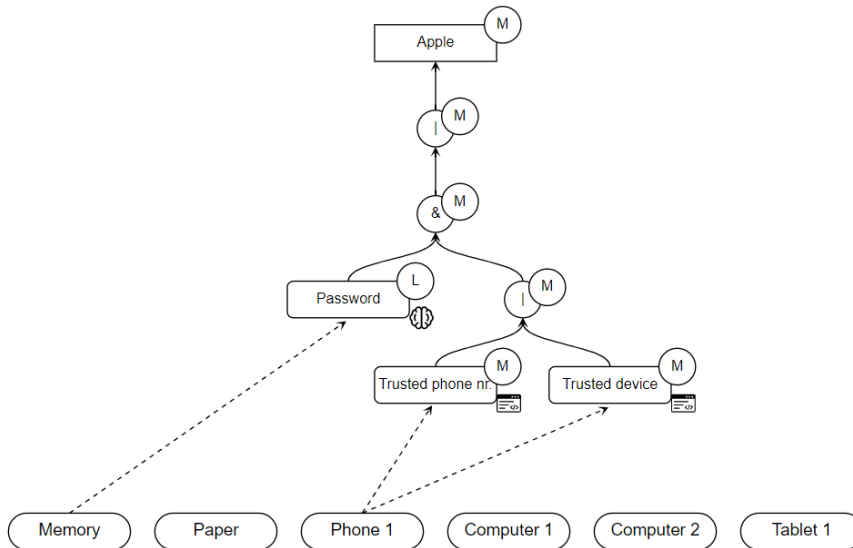 M
Apple
M
|
M
&
L
M
Password
|
M
M
Trusted phone nr.
Trusted device
Memory
Paper
Phone 1
Computer 1
Computer 2
Tablet 1